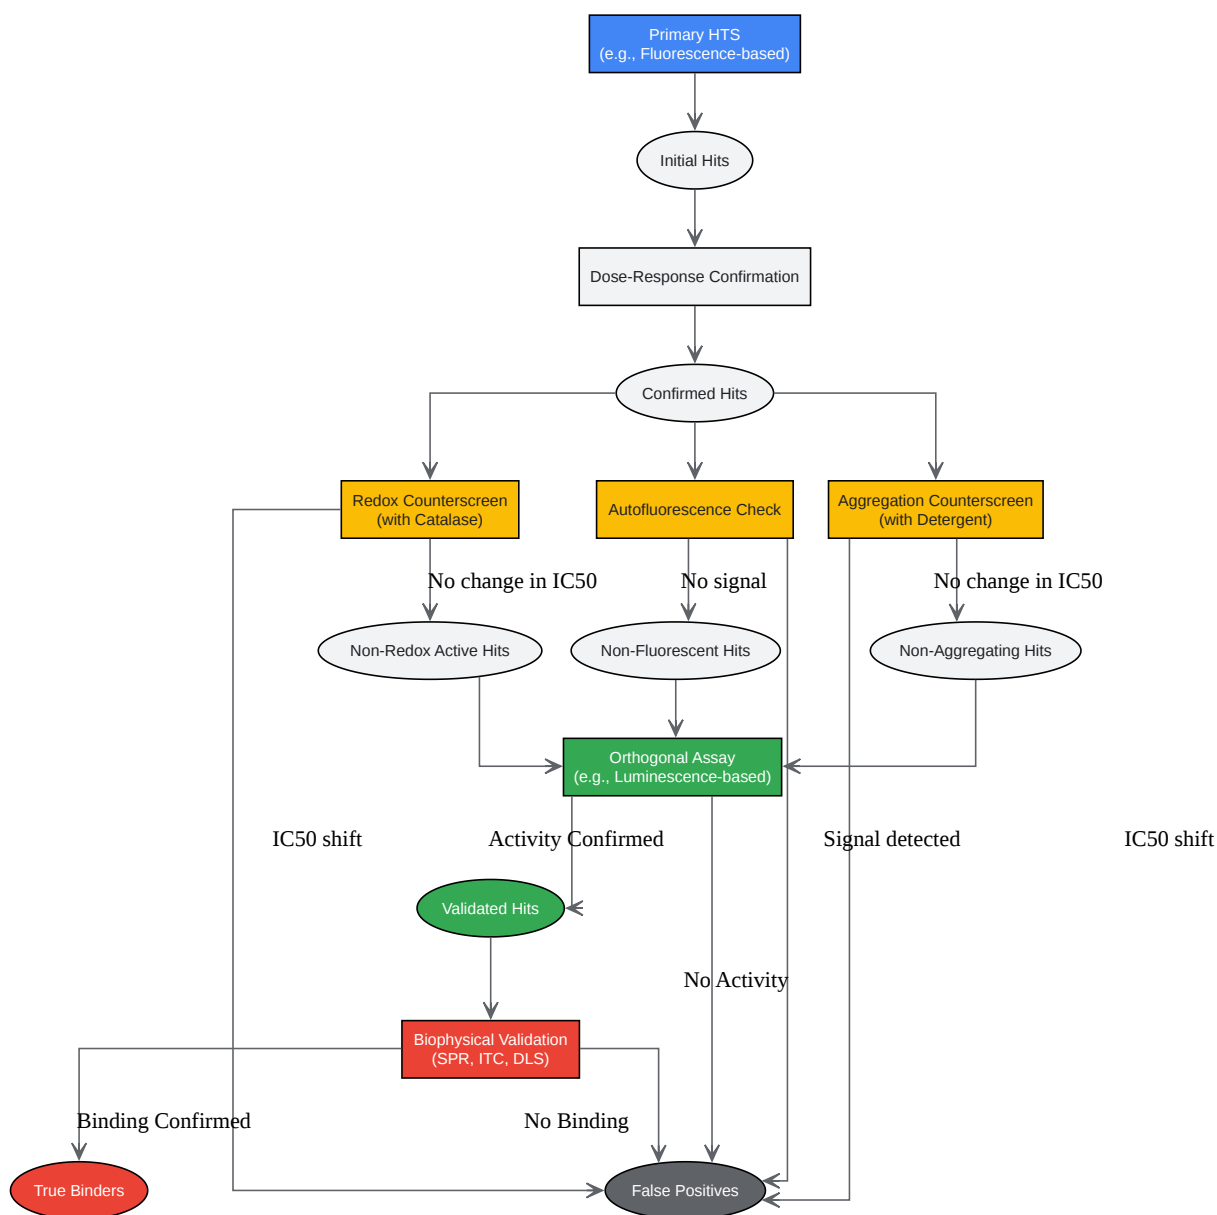 Primary HTS
(e.g., Fluorescence-based)
Initial Hits
Dose-Response Confirmation
Confirmed Hits
Redox Counterscreen
(with Catalase)
Autofluorescence Check
Aggregation Counterscreen
(with Detergent)
No change in IC50
No signal
No change in IC50
Non-Redox Active Hits
Non-Fluorescent Hits
Non-Aggregating Hits
Orthogonal Assay
(e.g., Luminescence-based)
IC50 shift
Activity Confirmed
Signal detected
IC50 shift
Validated Hits
No Activity
Biophysical Validation
(SPR, ITC, DLS)
Binding Confirmed
No Binding
True Binders
False Positives